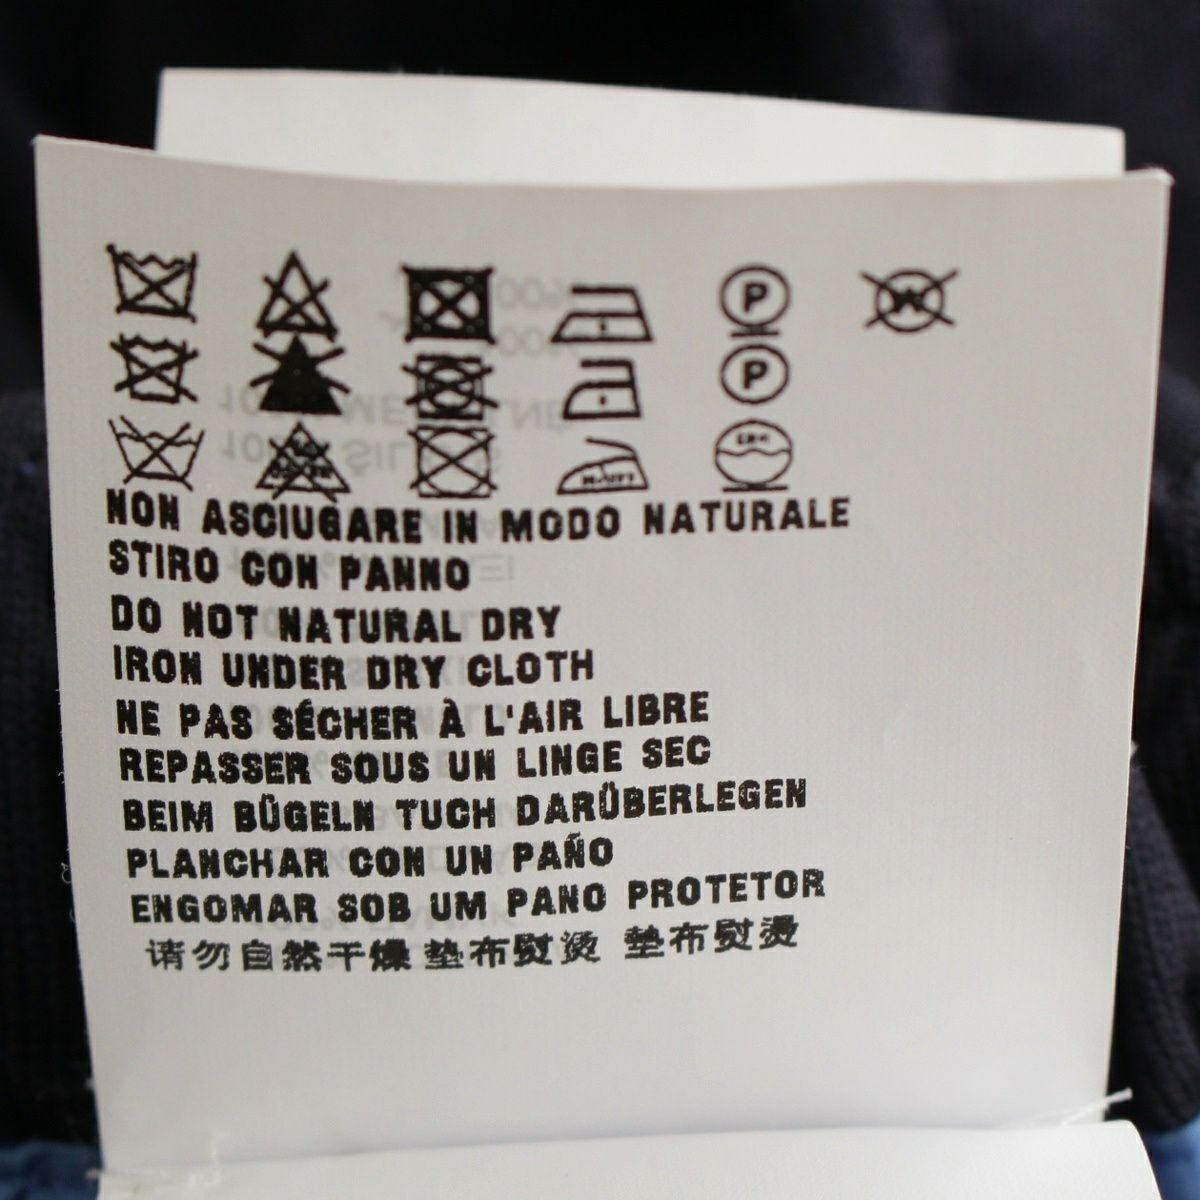 P
W
P
NON ASCIUGARE IN MODO NATURALE
STIRO CON PANNO
DO NOT NATURAL DRY
IRON UNDER DRY CLOTH
NE PAS SÉCHER À L'AIR LIBRE
REPASSER SOUS UN LINGE SEC
BEIM BÜGELN TUCH DARÜBERLEGEN
PLANCHAR CON UN PAÑO
ENGOMAR SOB UM PANO PROTETOR
请勿自然干燥 垫布熨烫 墊布熨燙